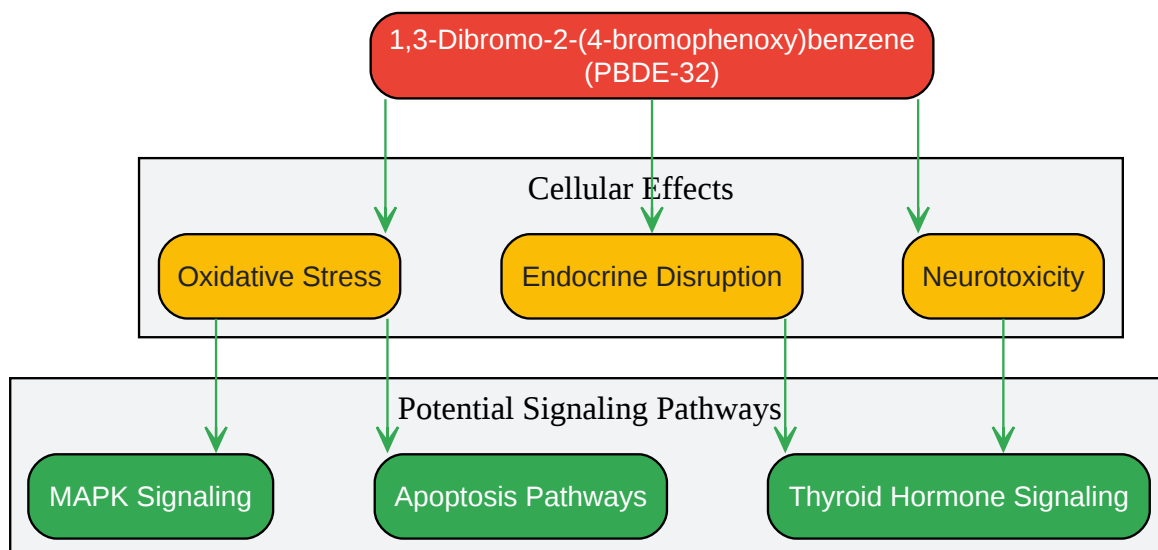 1,3-Dibromo-2-(4-bromophenoxy)benzene
(PBDE-32)
Cellular Effects
Oxidative Stress
Endocrine Disruption
Neurotoxicity
Potential Signaling Pathways
MAPK Signaling
Apoptosis Pathways
Thyroid Hormone Signaling